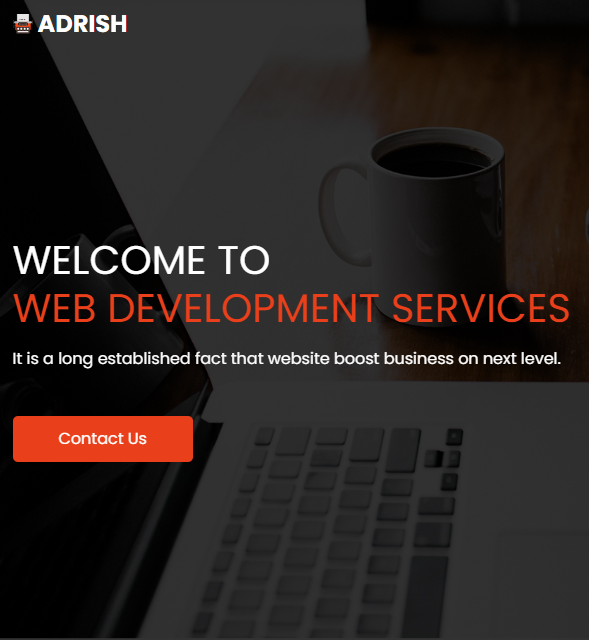 ADRISH
WELCOME TO
WEB DEVELOPMENT SERVICES
It is a long established fact that website boost business on next level.
Contact Us